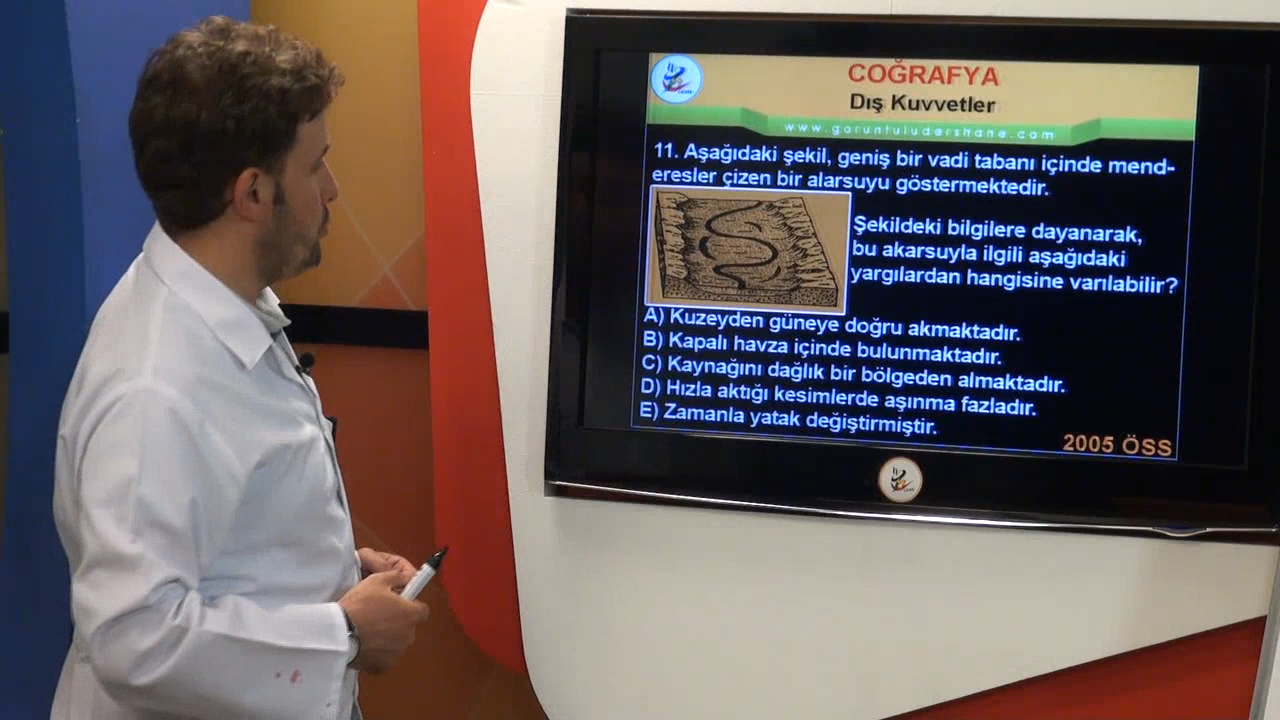 COĞRAFYA
Dış Kuvvetler
www.goruntuludershane.com
11. Aşağıdaki şekil, geniş bir vadi tabanı içinde mend-
eresler çizen bir alarsuyu göstermektedir.
Şekildeki bilgilere dayanarak,
bu akarsuyla ilgili aşağıdaki
yargılardan hangisine varılabilir?
A) Kuzeyden güneye doğru akmaktadır.
B) Kapalı havza içinde bulunmaktadır.
C) Kaynağını dağlık bir bölgeden almaktadır.
D) Hızla aktığı kesimlerde aşınma fazladır.
E) Zamanla yatak değiştirmiştir.
2005 ÖSS